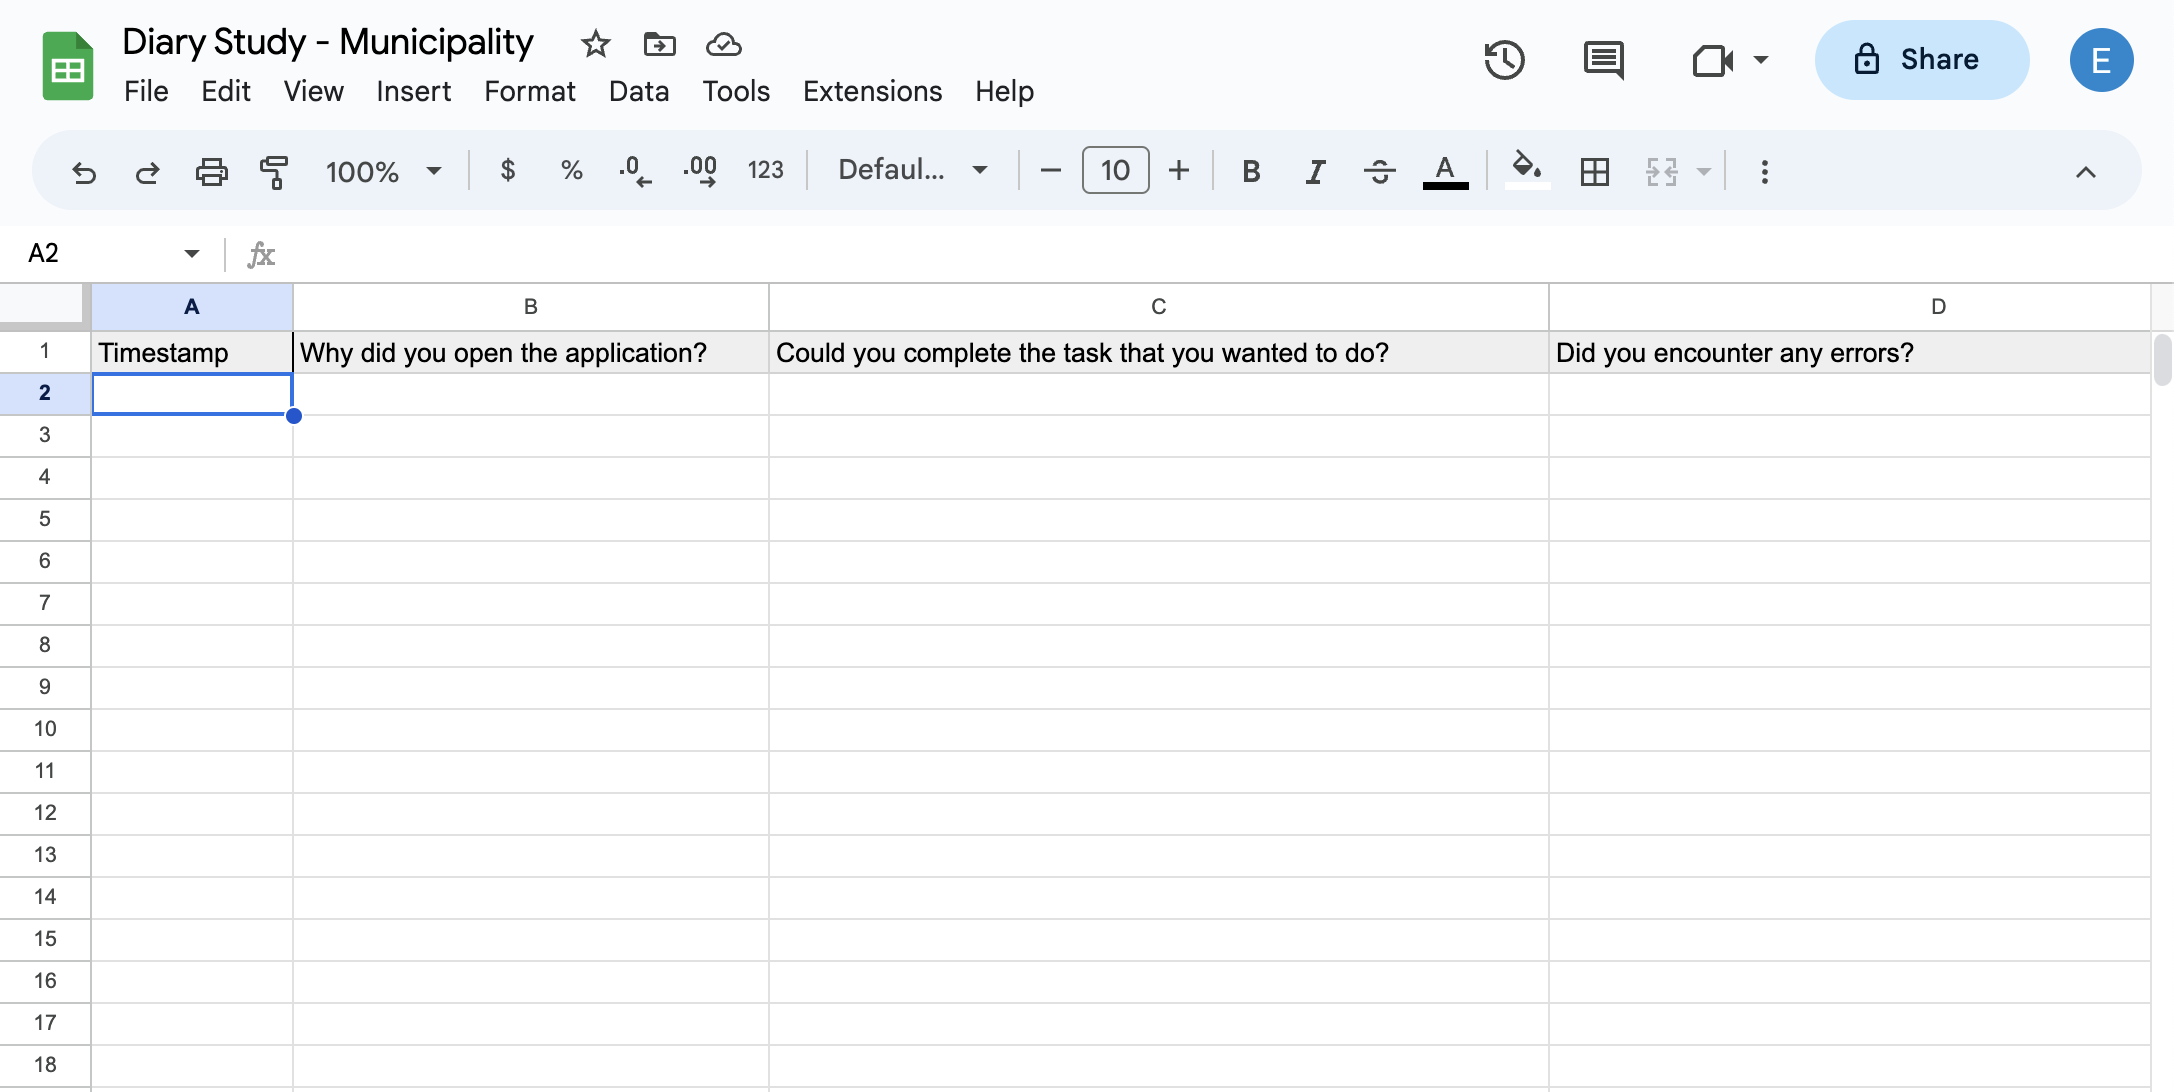 Diary Study - Municipality
File Edit View Insert Format Data Tools Extensions Help
Share
E
100% $ % .0 .00 123 Defaul... 10 B I S A
A2 fx
A B C D
1 Timestamp Why did you open the application? Could you complete the task that you wanted to do? Did you encounter any errors?
2
3
4
5
6
7
8
9
10
11
12
13
14
15
16
17
18